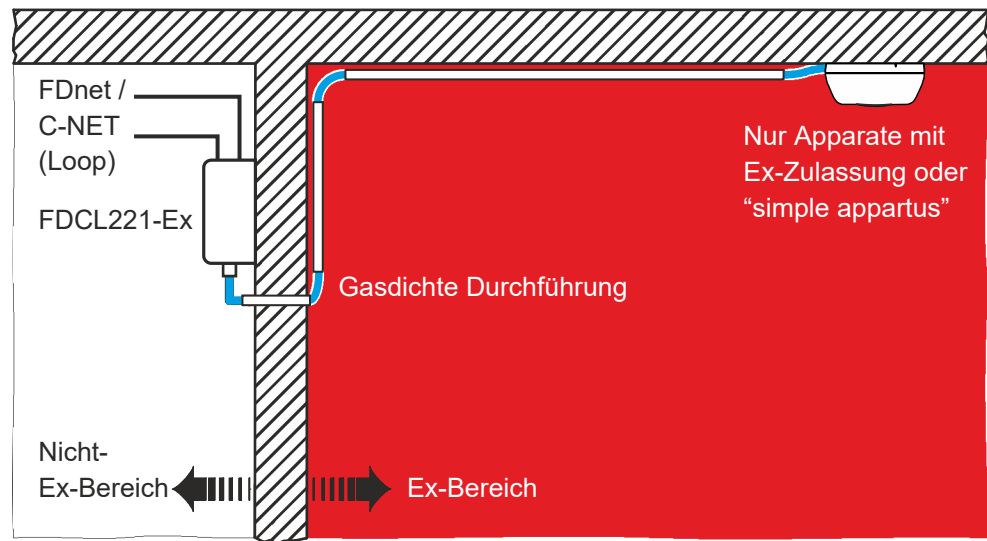 FDnet /
C-NET
(Loop)
FDCL221-Ex
Nur Apparate mit
Ex-Zulassung oder
“simple appartus”
Gasdichte Durchführung
Nicht-
Ex-Bereich
Ex-Bereich